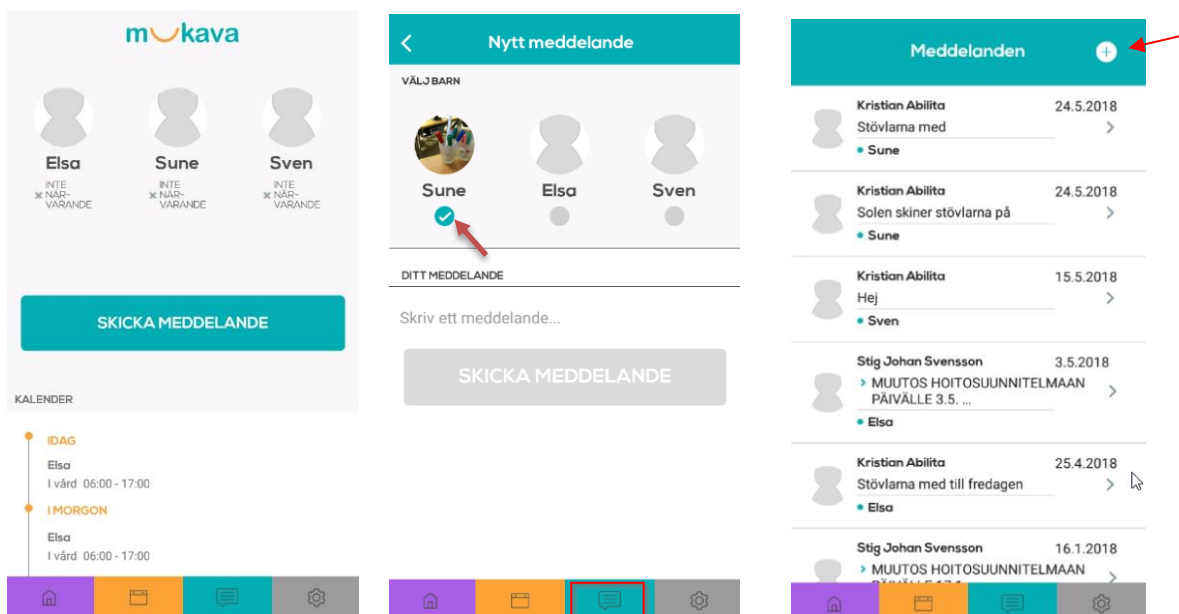 mukava
Elsa
Sune
Sven
INTE
NÄR-
VARANDE
INTE
NÄR-
VARANDE
INTE
NÄR-
VARANDE
SKICKA MEDDELANDE
KALENDER
IDAG
Elsa
I vård 06:00 - 17:00
I MORGON
Elsa
I vård 06:00 - 17:00
Nytt meddelande
VÄLJ BARN
Sune
Elsa
Sven
DITT MEDDELANDE
Skriv ett meddelande...
SKICKA MEDDELANDE
Meddelanden
Kristian Abilita 24.5.2018
Stövlarna med
Sune
Kristian Abilita 24.5.2018
Solen skiner stövlarna på
Sune
Kristian Abilita 15.5.2018
Hej
Sven
Stig Johan Svensson 3.5.2018
MUUTOS HOITOSUUNNITELMAAN
PÄIVÄLLE 3.5. ...
Elsa
Kristian Abilita 25.4.2018
Stövlarna med till fredagen
Elsa
Stig Johan Svensson 16.1.2018
MUUTOS HOITOSUUNNITELMAAN